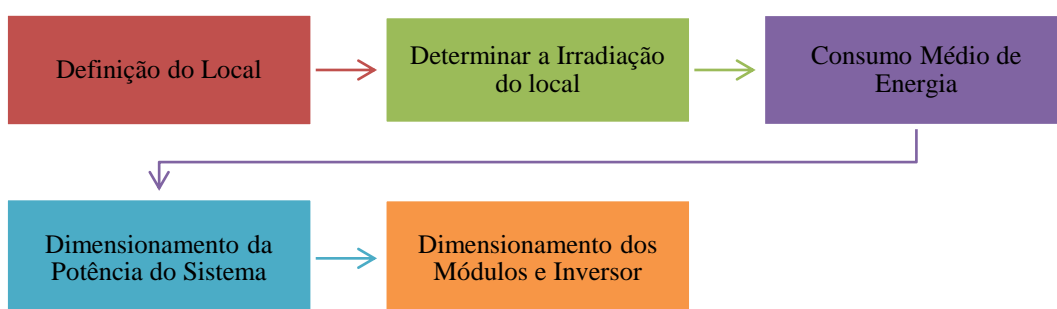 Definição do Local
Determinar a Irradiação
do local
Consumo Médio de
Energia
Dimensionamento da
Potência do Sistema
Dimensionamento dos
Módulos e Inversor